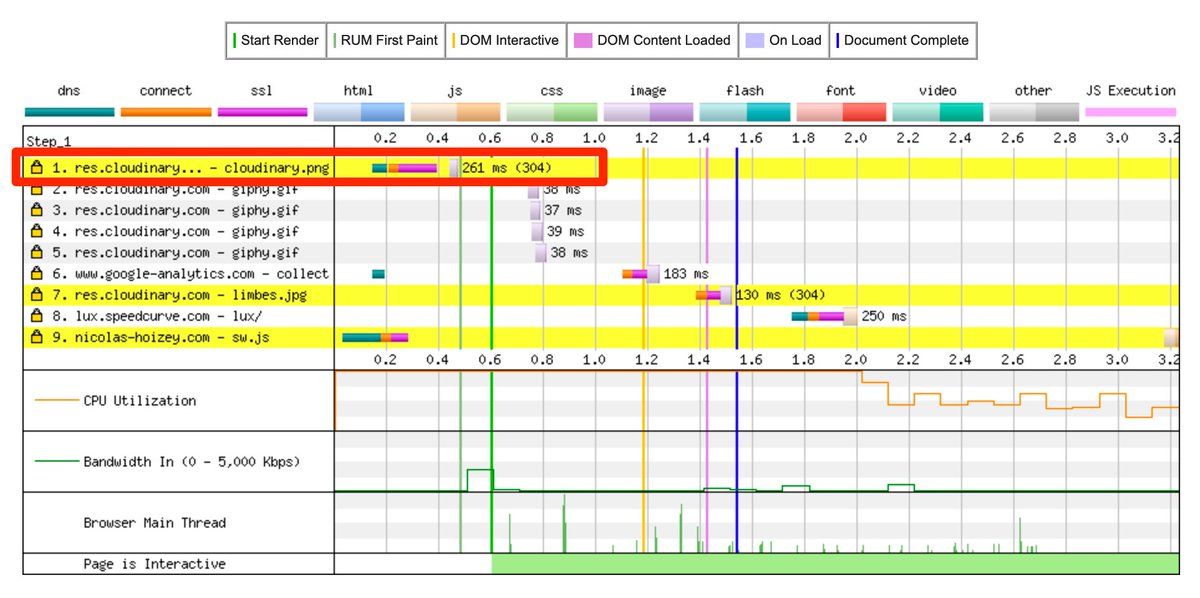 Start Render RUM First Paint DOM Interactive DOM Content Loaded On Load Document Complete
dns connect ssl html js css image flash font video other JS Execution
Step_1 0.2 0.4 0.6 0.8 1.0 1.2 1.4 1.6 1.8 2.0 2.2 2.4 2.6 2.8 3.0 3.2
1. res.cloudinary... - cloudinary.png 261 ms (304)
2. res.cloudinary.com - giphy.gif 38 ms
3. res.cloudinary.com - giphy.gif 37 ms
4. res.cloudinary.com - giphy.gif 39 ms
5. res.cloudinary.com - giphy.gif 38 ms
6. www.google-analytics.com - collect 183 ms
7. res.cloudinary.com - limbes.jpg 130 ms (304)
8. lux.speedcurve.com - lux/ 250 ms
9. nicolas-hoizey.com - sw.js
0.2 0.4 0.6 0.8 1.0 1.2 1.4 1.6 1.8 2.0 2.2 2.4 2.6 2.8 3.0 3.2
CPU Utilization
Bandwidth In (0 - 5,000 Kbps)
Browser Main Thread
Page is Interactive